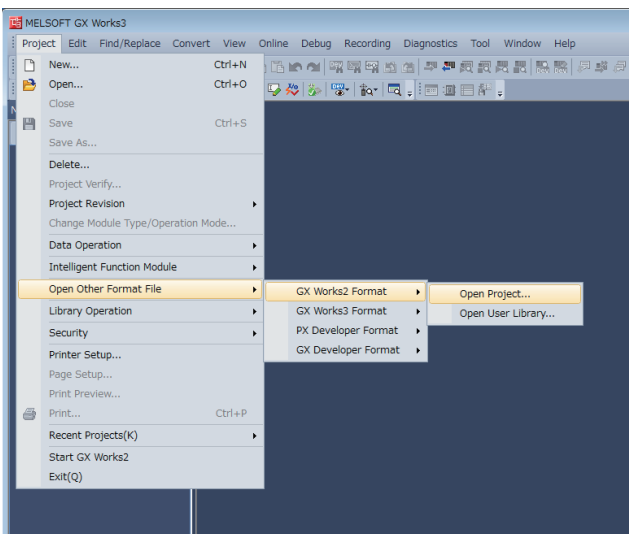 MELSOFT GX Works3
Project Edit Find/Replace Convert View Online Debug Recording Diagnostics Tool Window Help
New... Ctrl+N
Open... Ctrl+O
Close
Save Ctrl+S
Save As...
Delete...
Project Verify...
Project Revision
Change Module Type/Operation Mode...
Data Operation
Intelligent Function Module
Open Other Format File
GX Works2 Format
Open Project...
Library Operation
GX Works3 Format
Open User Library...
Security
PX Developer Format
Printer Setup...
GX Developer Format
Page Setup...
Print Preview...
Print... Ctrl+P
Recent Projects(K)
Start GX Works2
Exit(Q)